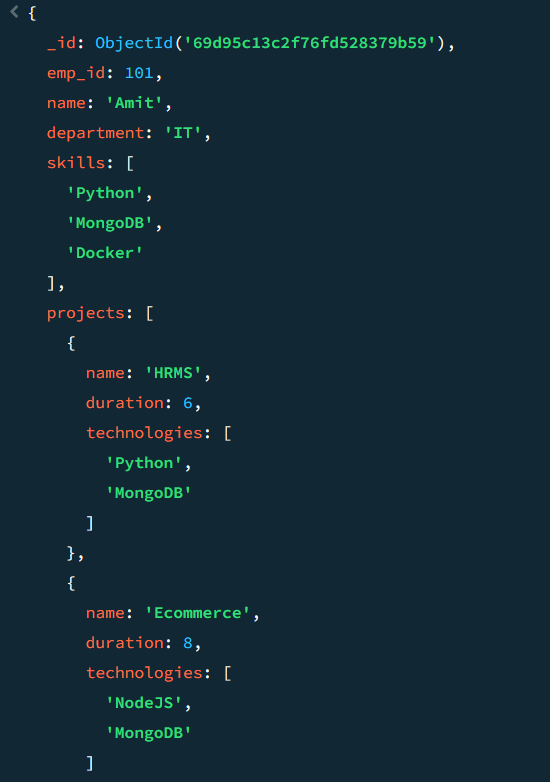 {
  _id: ObjectId('69d95c13c2f76fd528379b59'),
  emp_id: 101,
  name: 'Amit',
  department: 'IT',
  skills: [
    'Python',
    'MongoDB',
    'Docker'
  ],
  projects: [
    {
      name: 'HRMS',
      duration: 6,
      technologies: [
        'Python',
        'MongoDB'
      ]
    },
    {
      name: 'Ecommerce',
      duration: 8,
      technologies: [
        'NodeJS',
        'MongoDB'
      ]